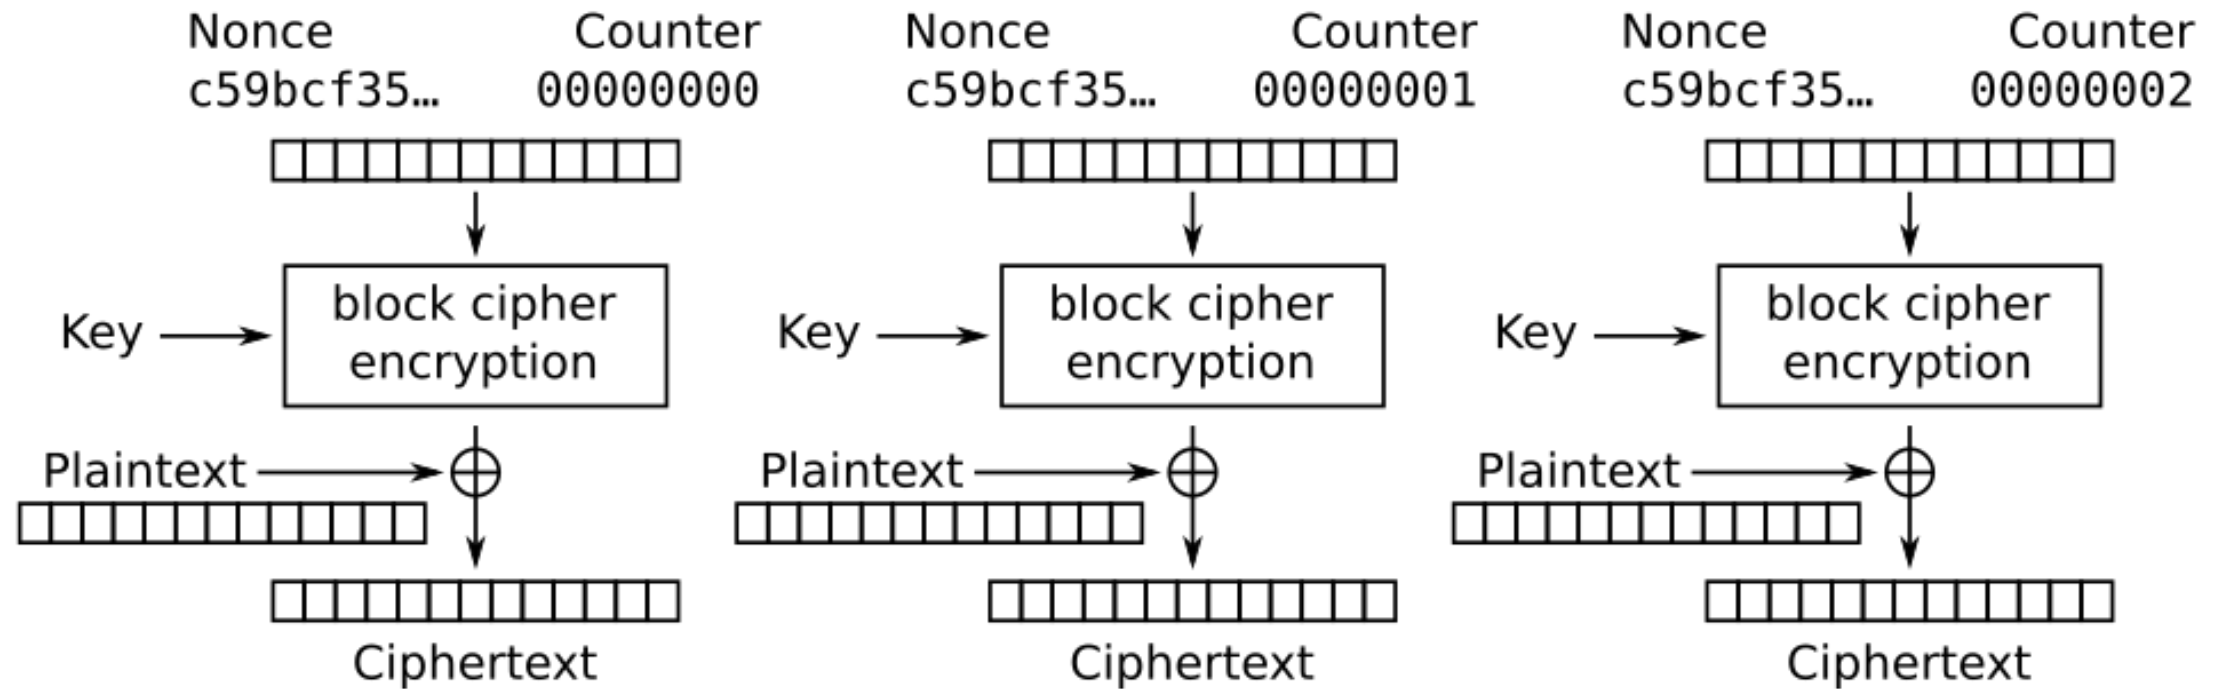 Nonce Counter Nonce Counter Nonce Counter
c59bcf35… 00000000 c59bcf35… 00000001 c59bcf35… 00000002
block cipher block cipher block cipher
Key Key Key
encryption encryption encryption
Plaintext Plaintext Plaintext
Ciphertext Ciphertext Ciphertext